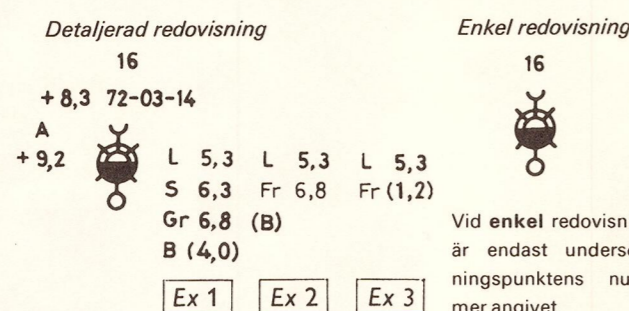 Detaljerad redovisning
16
+ 8,3 72-03-14
A
+ 9,2
L 5,3 L 5,3 L 5,3
S 6,3 Fr 6,8 Fr (1,2)
Gr 6,8 (B)
B (4,0)
Ex 1 Ex 2 Ex 3
Enkel redovisning
16
Vid enkel redovisn
är endast underso
ningspunktens nu
mer angivet